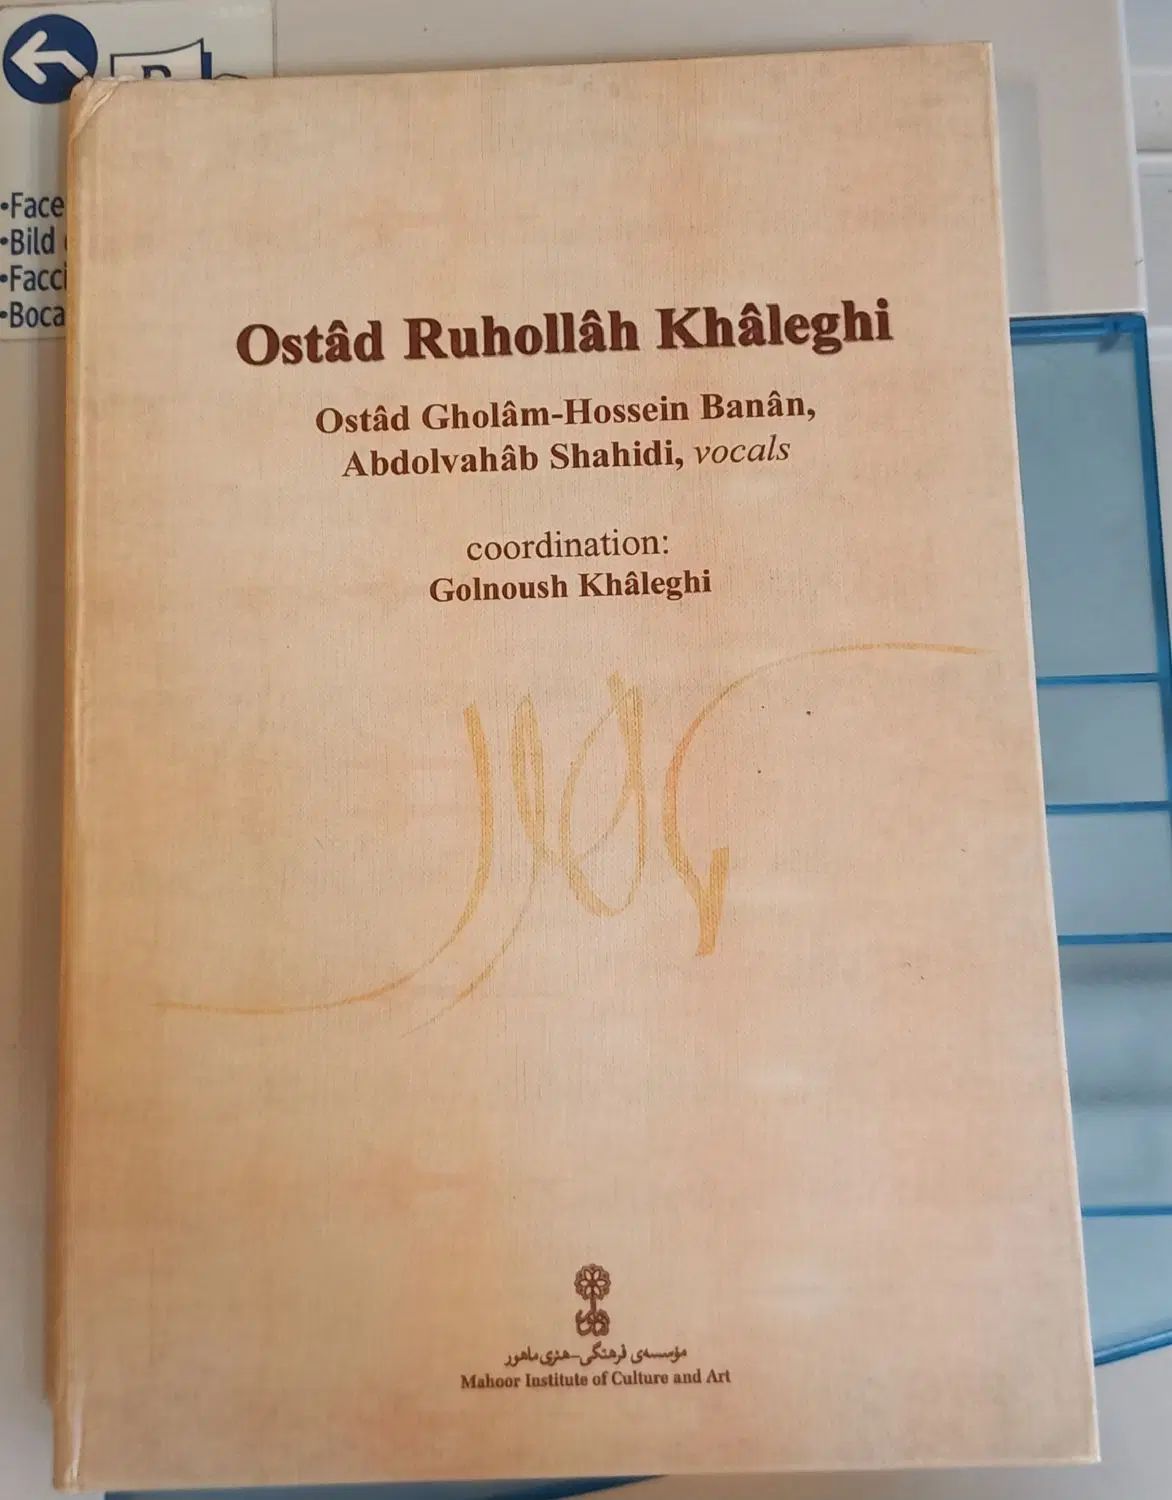 •Face
•Bild
•Facci
•Boca
Ostâd Ruhollâh Khâleghi
Ostâd Gholâm-Hossein Banân,
Abdolvahâb Shahidi, vocals
coordination:
Golnoush Khâleghi
مؤسسه‌ی فرهنگی-هنری ماهور
Mahoor Institute of Culture and Art